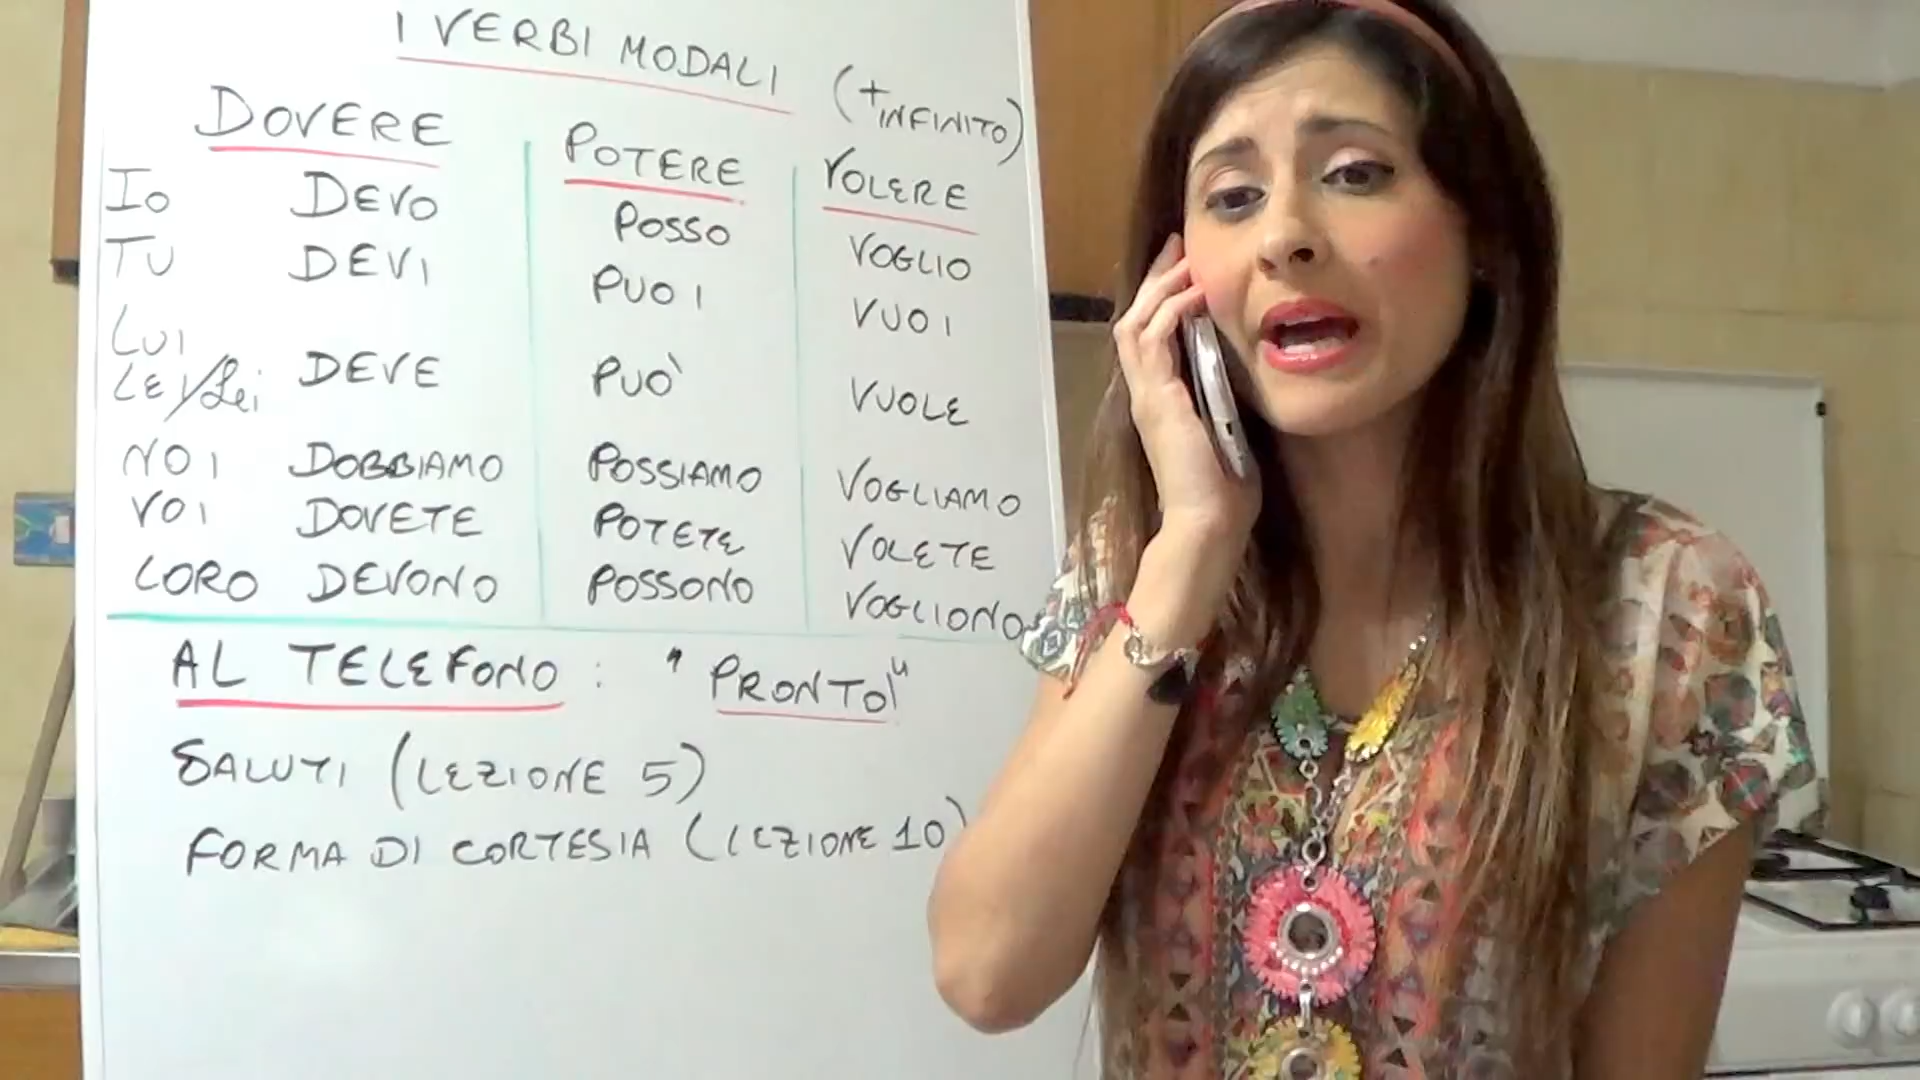 I VERBI MODALI (+ INFINITO)
DOVERE POTERE VOLERE
IO DEVO POSSO VOGLIO
TU DEVI PUOI VUOI
LUI
LEI/Lei DEVE PUÒ VUOLE
NOI DOBBIAMO POSSIAMO VOGLIAMO
VOI DOVETE POTETE VOLETE
LORO DEVONO POSSONO VOGLIONO
AL TELEFONO : "PRONTO!"
SALUTI (LEZIONE 5)
FORMA DI CORTESIA (LEZIONE 10)